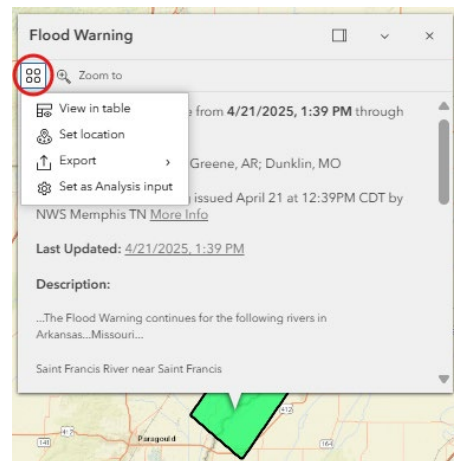 Flood Warning
Zoom to
View in table
Set location
Export
Set as Analysis input
e from 4/21/2025, 1:39 PM through
Greene, AR; Dunklin, MO
issued April 21 at 12:39PM CDT by
NWS Memphis TN More Info
Last Updated: 4/21/2025, 1:39 PM
Description:
...The Flood Warning continues for the following rivers in
Arkansas...Missouri...
Saint Francis River near Saint Francis
412
412
141
Paragould
164